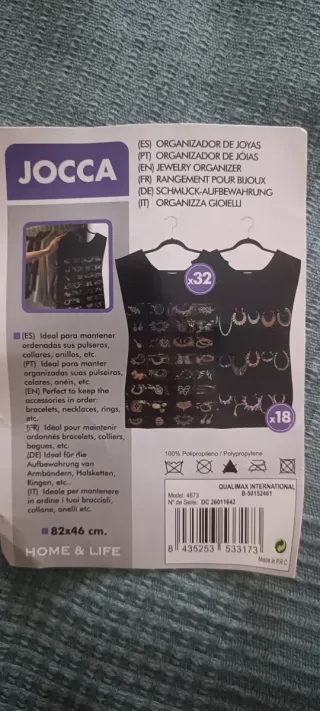 JOCCA
(ES) ORGANIZADOR DE JOYAS
(PT) ORGANIZADOR DE JÓIAS
(EN) JEWELRY ORGANIZER
(FR) RANGEMENT POUR BIJOUX
(DE) SCHMUCK-AUFBEWAHRUNG
(IT) ORGANIZZA GIOIELLI
x32
x18
(ES) Ideal para mantener
ordenados sus pulseras,
collares, anillos, etc.
(PT) Ideal para manter
organizadas suas pulseiras,
colares, anéis, etc.
(EN) Perfect to keep the
accessories in order:
bracelets, necklaces, rings,
(FR) Idéal pour maintenir
ordonnés bracelets, colliers,
bagues, etc.
(DE) Ideal für die
Aufbewahrung von
Armbändern, Halsketten,
Ringen, etc..
(IT) Ideale per mantenere
in ordine i tuoi bracciali,
collane, anelli etc.
82x46 cm.
HOME & LIFE
100% Polipropileno / Polypropylene
QUALIMAX INTERNATIONAL
B-50152461
Model: 4673
Nº de Serie: DC 26011642
8 435253 533173
Made in P.R.C